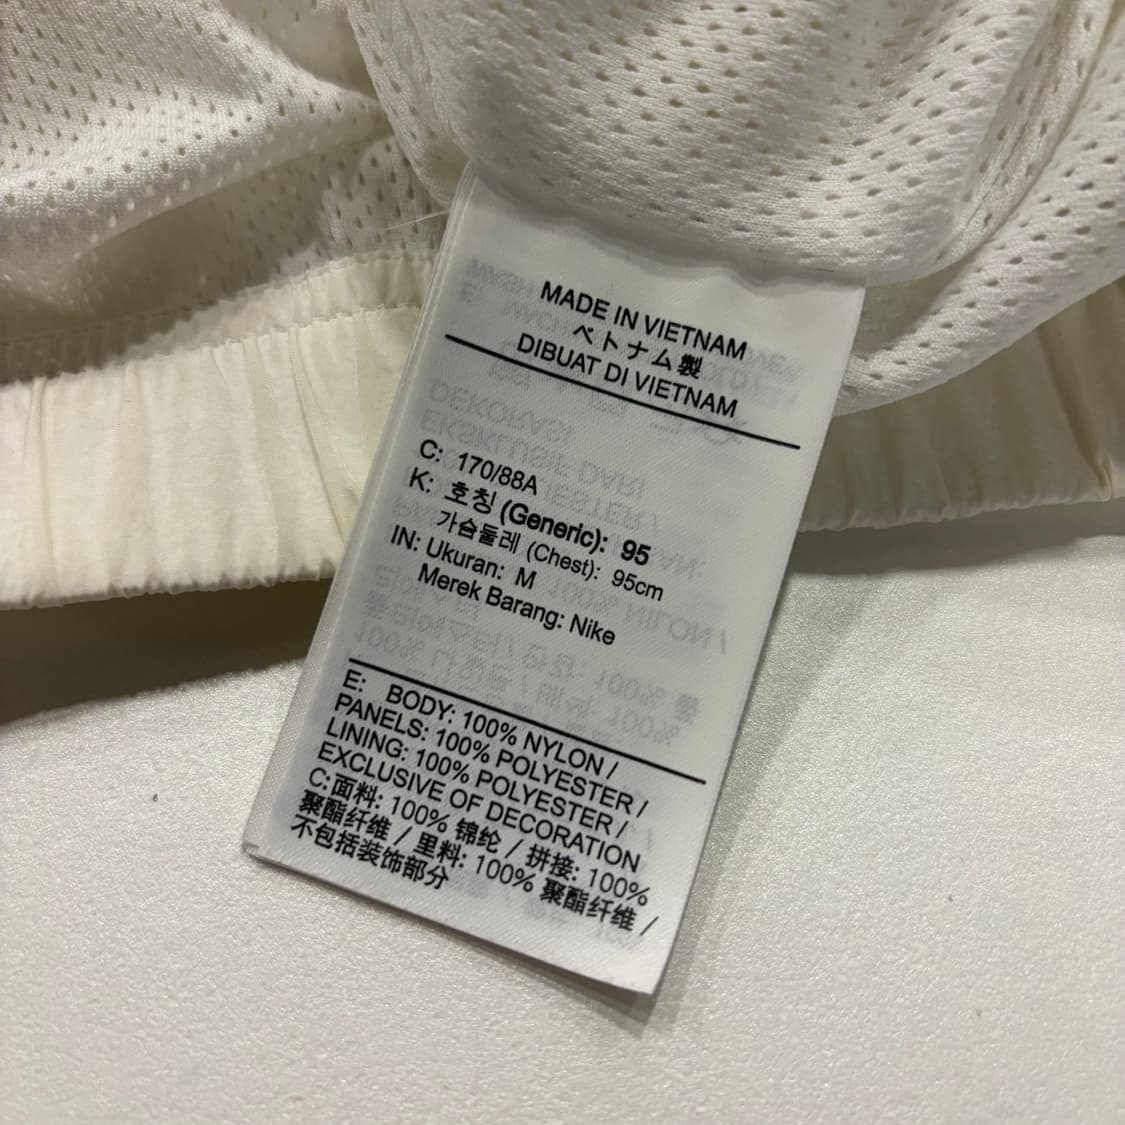 MADE IN VIETNAM
ベトナム製
DIBUAT DI VIETNAM
C: 170/88A
K: 호칭 (Generic): 95
가슴둘레 (Chest): 95cm
IN: Ukuran: M
Merek Barang: Nike
E: BODY: 100% NYLON /
PANELS: 100% POLYESTER /
LINING: 100% POLYESTER /
EXCLUSIVE OF DECORATION
C:面料: 100% 锦纶 / 拼接: 100%
聚酯纤维 / 里料: 100% 聚酯纤维 /
不包括装饰部分